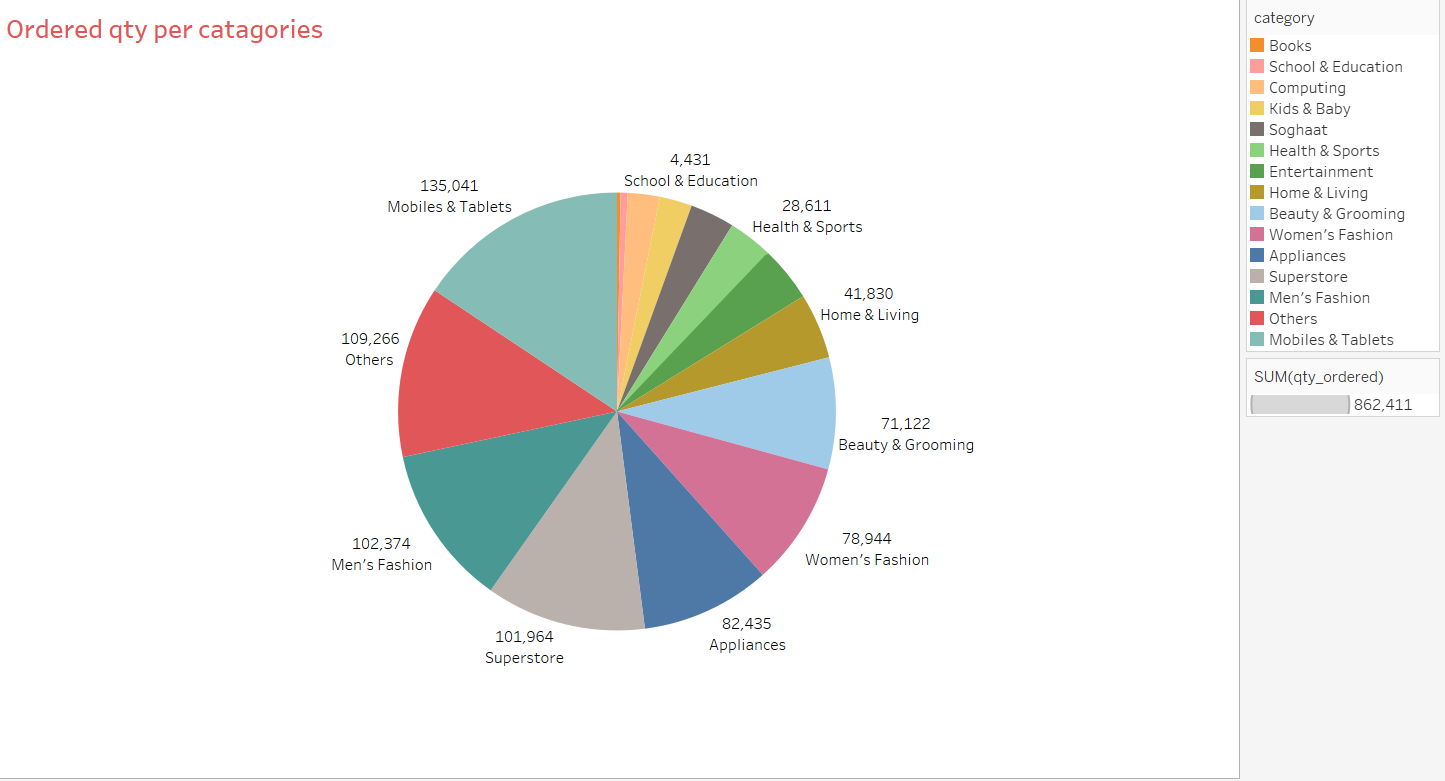 Ordered qty per catagories
4,431
School & Education
135,041
Mobiles & Tablets
28,611
Health & Sports
41,830
Home & Living
109,266
Others
71,122
Beauty & Grooming
102,374
Men's Fashion
78,944
Women's Fashion
101,964
Superstore
82,435
Appliances
category
Books
School & Education
Computing
Kids & Baby
Soghaat
Health & Sports
Entertainment
Home & Living
Beauty & Grooming
Women's Fashion
Appliances
Superstore
Men's Fashion
Others
Mobiles & Tablets
SUM(qty_ordered)
862,411